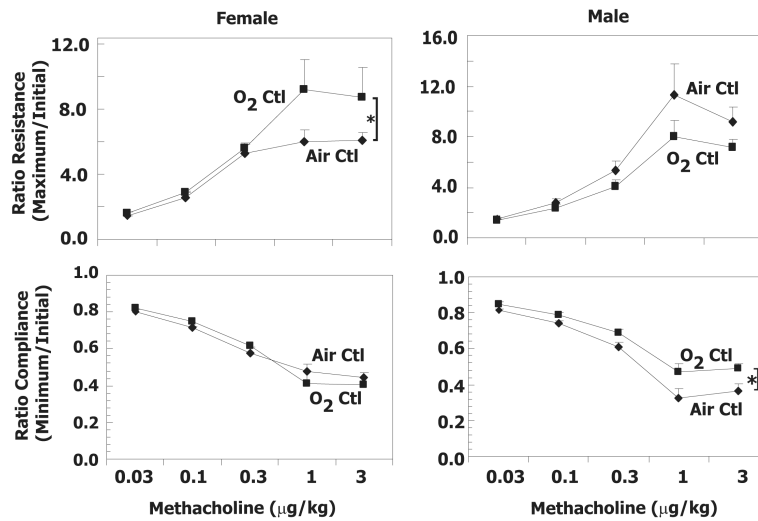 Female
Male
Ratio Resistance
(Maximum/Initial)
12.0
8.0
4.0
0.0
O2 Ctl
Air Ctl
*
16.0
12.0
8.0
4.0
0.0
Air Ctl
O2 Ctl
Ratio Compliance
(Minimum/Initial)
1.0
0.8
0.6
0.4
0.2
0.0
Air Ctl
O2 Ctl
0.03 0.1 0.3 1 3
Methacholine (μg/kg)
1.0
0.8
0.6
0.4
0.2
0.0
O2 Ctl
Air Ctl
*
0.03 0.1 0.3 1 3
Methacholine (μg/kg)